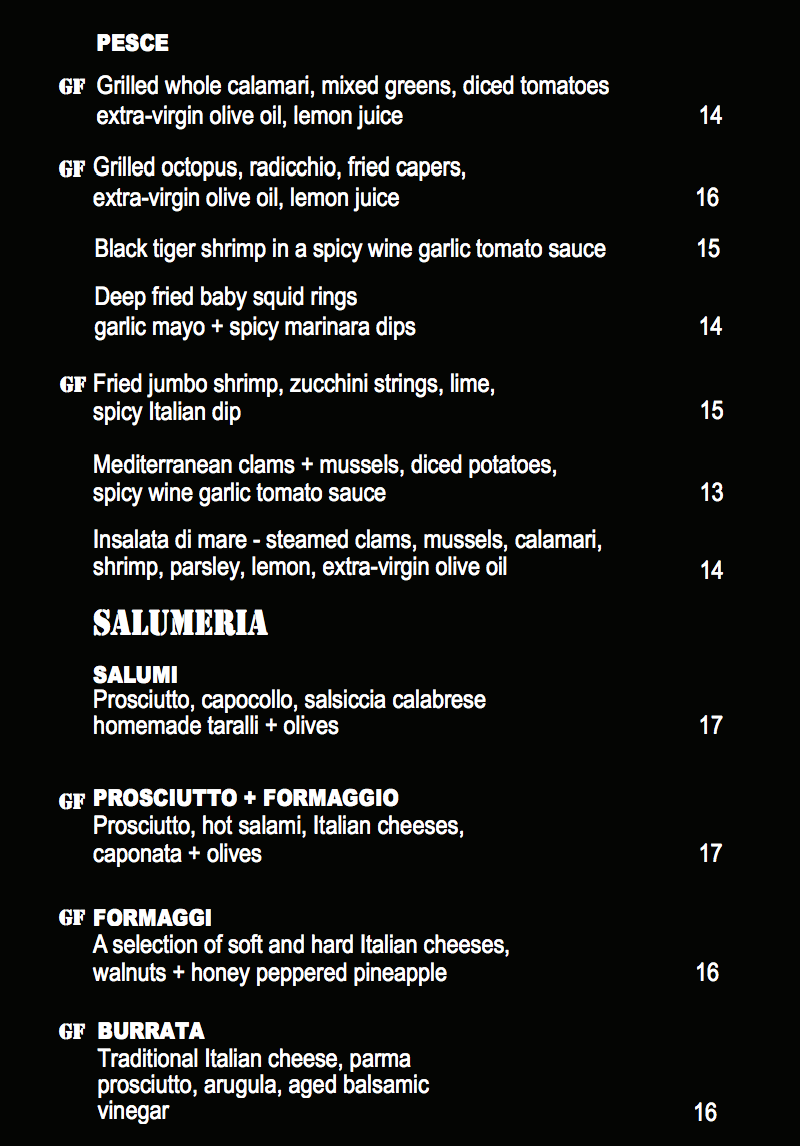 PESCE
GF Grilled whole calamari, mixed greens, diced tomatoes
extra-virgin olive oil, lemon juice 14
GF Grilled octopus, radicchio, fried capers,
extra-virgin olive oil, lemon juice 16
Black tiger shrimp in a spicy wine garlic tomato sauce 15
Deep fried baby squid rings
garlic mayo + spicy marinara dips 14
GF Fried jumbo shrimp, zucchini strings, lime,
spicy Italian dip 15
Mediterranean clams + mussels, diced potatoes,
spicy wine garlic tomato sauce 13
Insalata di mare - steamed clams, mussels, calamari,
shrimp, parsley, lemon, extra-virgin olive oil 14
SALUMERIA
SALUMI
Prosciutto, capocollo, salsiccia calabrese
homemade taralli + olives 17
GF PROSCIUTTO + FORMAGGIO
Prosciutto, hot salami, Italian cheeses,
caponata + olives 17
GF FORMAGGI
A selection of soft and hard Italian cheeses,
walnuts + honey peppered pineapple 16
GF BURRATA
Traditional Italian cheese, parma
prosciutto, arugula, aged balsamic
vinegar 16